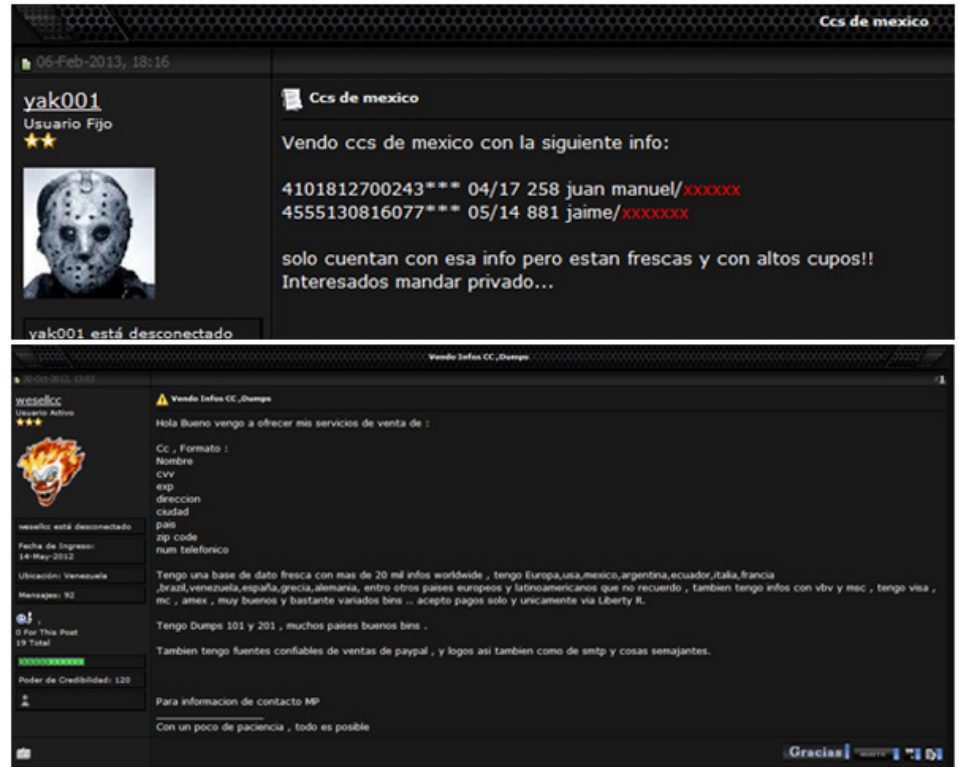 Ccs de mexico
06-Feb-2013, 18:16
yak001
Usuario Fijo
Ccs de mexico
Vendo ccs de mexico con la siguiente info:
4101812700243*** 04/17 258 juan manuel/xxxxxx
4555130816077*** 05/14 881 jaime/xxxxxxx
solo cuentan con esa info pero estan frescas y con altos cupos!!
Interesados mandar privado...
yak001 está desconectado
Vendo Infos CC ,Dumps
#1
wesellcc
Usuario Activo
Vendo Infos CC ,Dumps
Hola Bueno vengo a ofrecer mis servicios de venta de :
Cc , Formato :
Nombre
cvv
exp
direccion
ciudad
pais
zip code
num telefonico
wesellcc está desconectado
Fecha de Ingreso:
14-May-2012
Ubicación: Venezuela
Mensajes: 92
0 For This Post
19 Total
Poder de Credibilidad: 120
Tengo una base de dato fresca con mas de 20 mil infos worldwide , tengo Europa,usa,mexico,argentina,ecuador,italia,francia
,brazil,venezuela,españa,grecia,alemania, entro otros paises europeos y latinoamericanos que no recuerdo , tambien tengo infos con vbv y msc , tengo visa ,
mc , amex , muy buenos y bastante variados bins .. acepto pagos solo y unicamente via Liberty R.
Tengo Dumps 101 y 201 , muchos paises buenos bins .
Tambien tengo fuentes confiables de ventas de paypal , y logos asi tambien como de smtp y cosas semajantes.
Para informacion de contacto MP
Con un poco de paciencia , todo es posible
Gracias